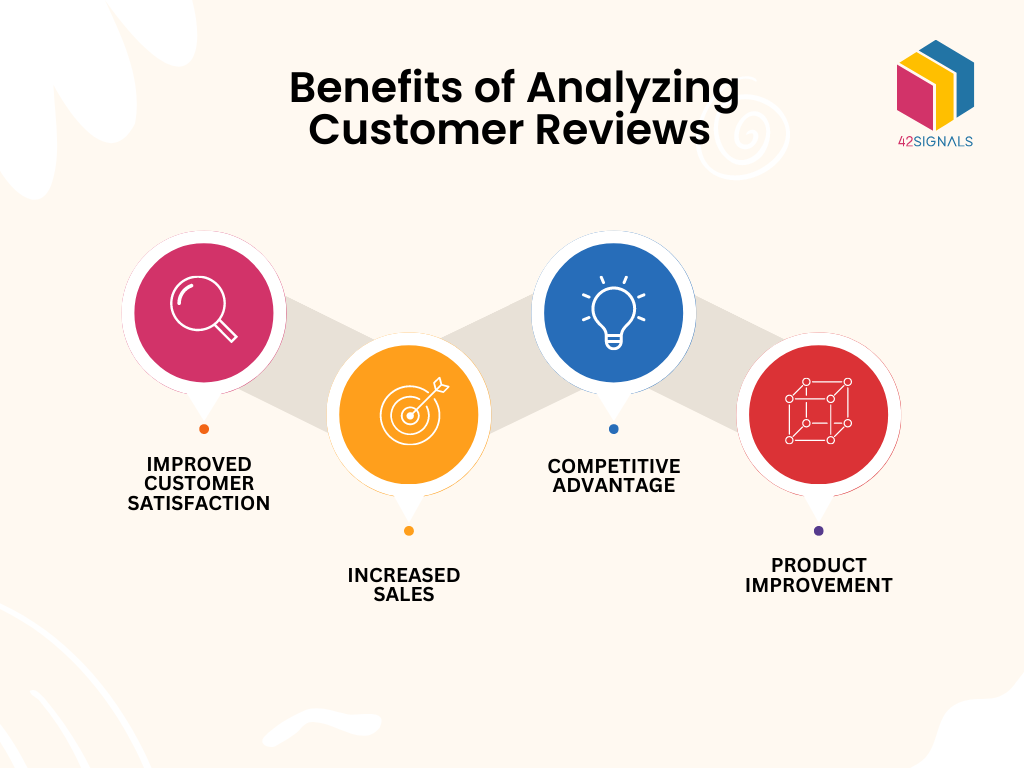 Benefits of Analyzing
Customer Reviews
42SIGNALS
IMPROVED
CUSTOMER
SATISFACTION
INCREASED
SALES
COMPETITIVE
ADVANTAGE
PRODUCT
IMPROVEMENT